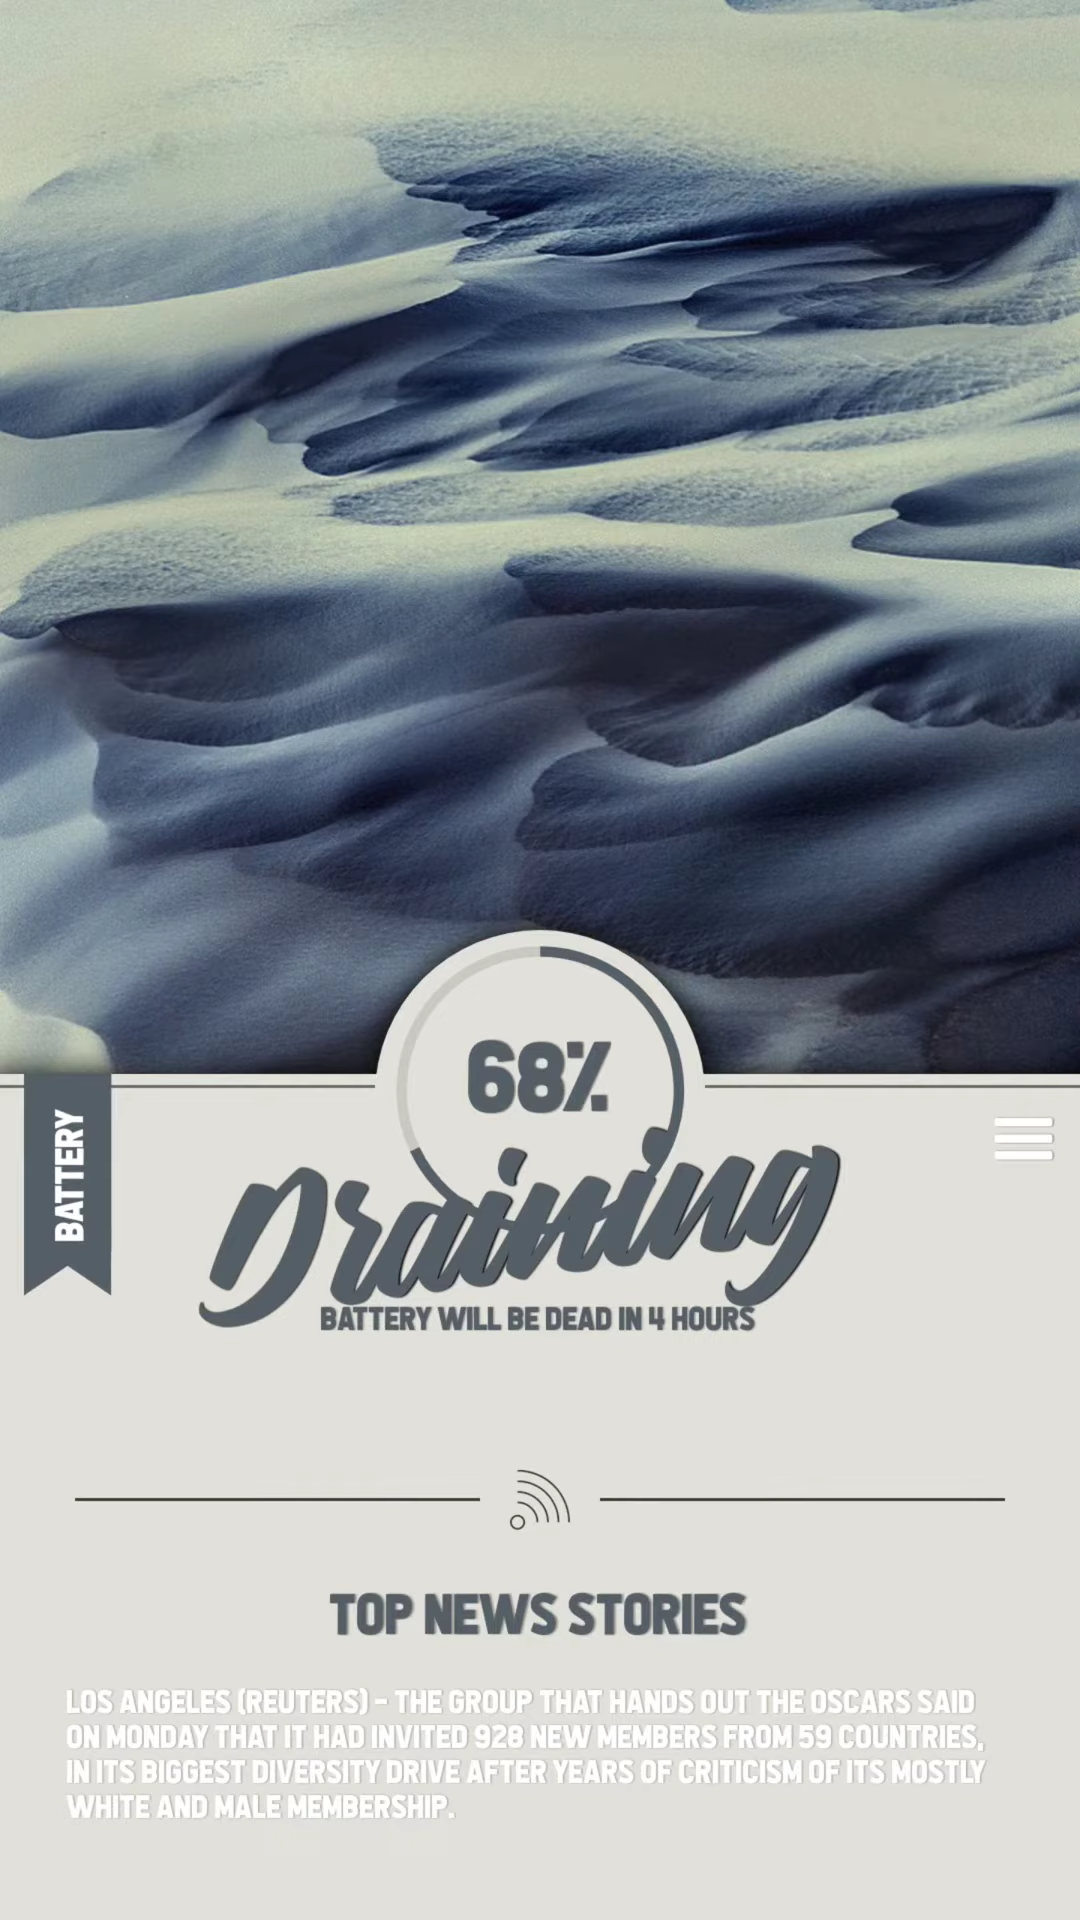 68%
BATTERY
Draining
BATTERY WILL BE DEAD IN 4 HOURS
TOP NEWS STORIES
LOS ANGELES (REUTERS) - THE GROUP THAT HANDS OUT THE OSCARS SAID
ON MONDAY THAT IT HAD INVITED 928 NEW MEMBERS FROM 59 COUNTRIES,
IN ITS BIGGEST DIVERSITY DRIVE AFTER YEARS OF CRITICISM OF ITS MOSTLY
WHITE AND MALE MEMBERSHIP.